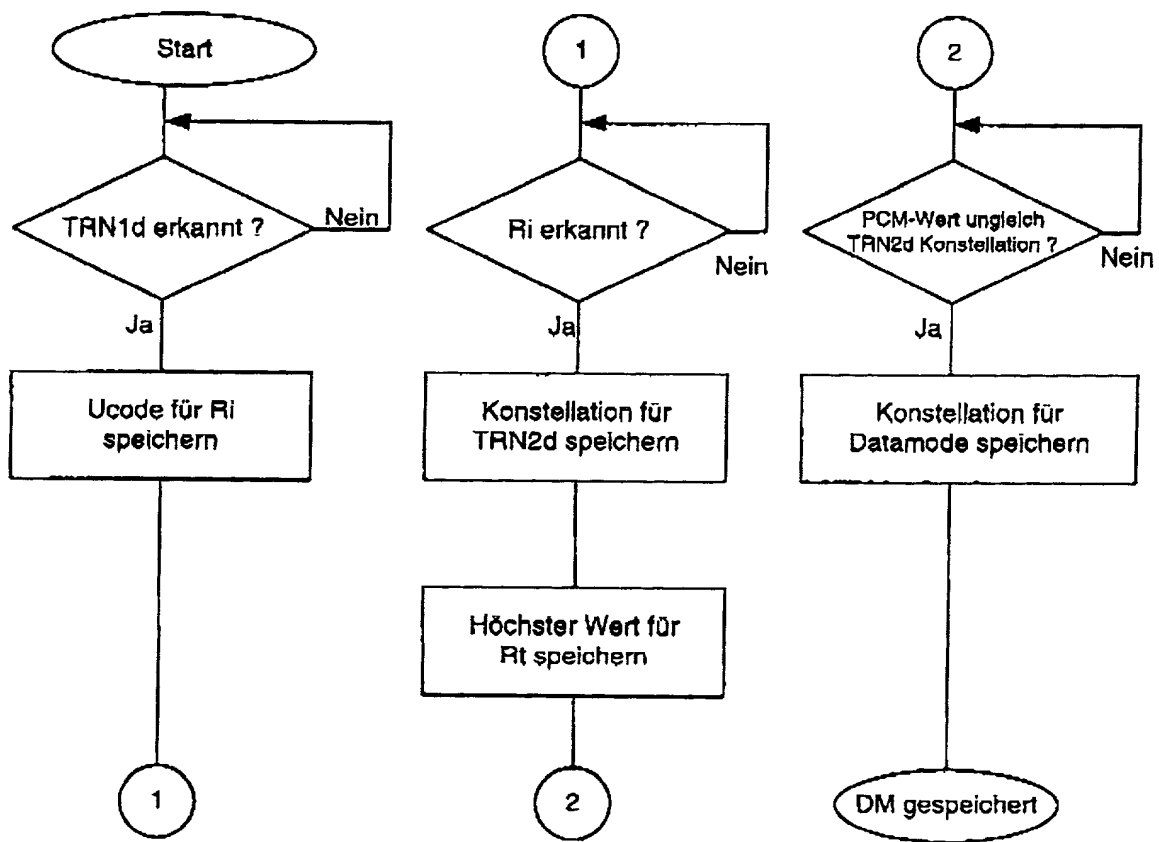 Start
TRN1d erkannt ?
Nein
Ja
Ucode für Ri
speichern
1
1
Ri erkannt ?
Nein
Ja
Konstellation für
TRN2d speichern
Höchster Wert für
Rt speichern
2
2
PCM-Wert ungleich
TRN2d Konstellation ?
Nein
Ja
Konstellation für
Datamode speichern
DM gespeichert